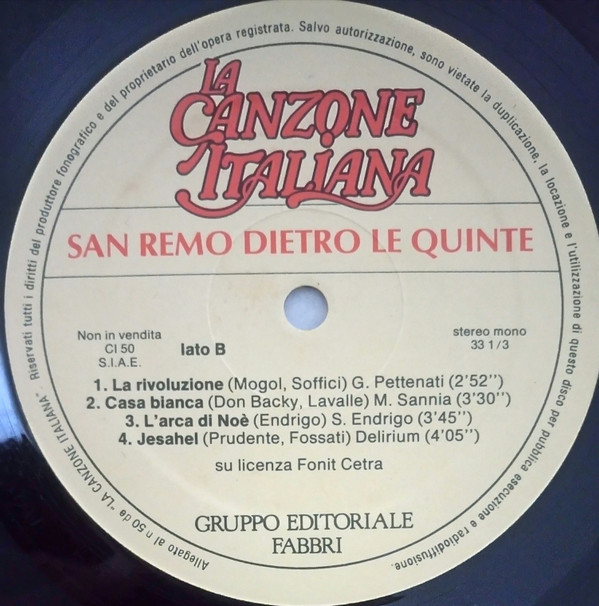 Riservati tutti i diritti del produttore fonografico e del proprietario dell'opera registrata. Salvo autorizzazione, sono vietate la duplicazione, la locazione e l'utilizzazione di questo disco per pubblica esecuzione e radiodiffusione.
LA
CANZONE
ITALIANA
SAN REMO DIETRO LE QUINTE
Non in vendita
CI 50
S.I.A.E.
lato B
stereo mono
33 1/3
1. La rivoluzione (Mogol, Soffici) G. Pettenati (2'52'')
2. Casa bianca (Don Backy, Lavalle) M. Sannia (3'30'')
3. L'arca di Noè (Endrigo) S. Endrigo (3'45'')
4. Jesahel (Prudente, Fossati) Delirium (4'05'')
su licenza Fonit Cetra
GRUPPO EDITORIALE
FABBRI
Allegato al n 50 de "LA CANZONE ITALIANA"